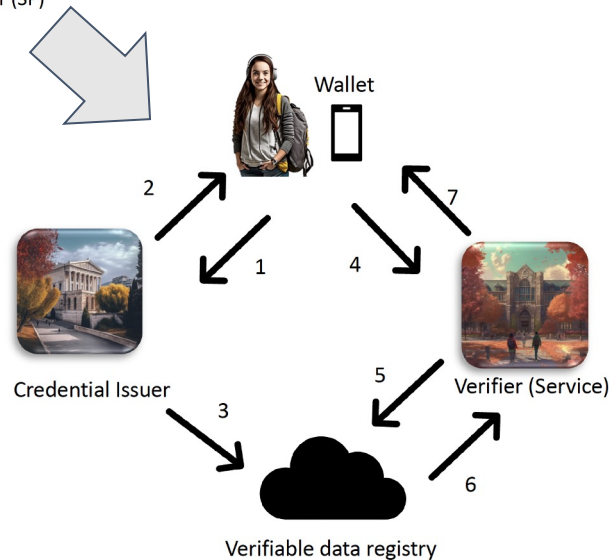 Wallet
2
7
1
4
Credential Issuer
5
Verifier (Service)
3
6
Verifiable data registry